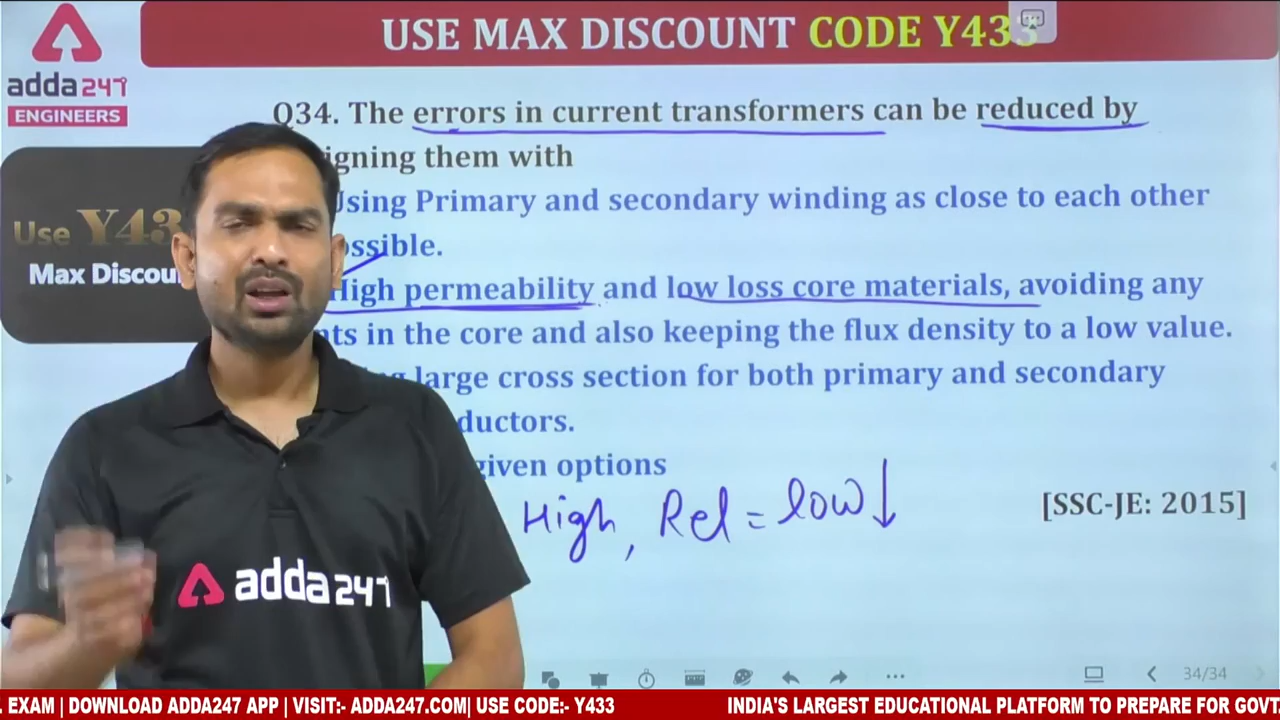 USE MAX DISCOUNT CODE Y433
adda247
ENGINEERS
Use Y43
Max Discou
Q34. The errors in current transformers can be reduced by
igning them with
Using Primary and secondary winding as close to each other
ossible.
High permeability and low loss core materials, avoiding any
nts in the core and also keeping the flux density to a low value.
large cross section for both primary and secondary
ductors.
given options
High, Rel = low ↓
[SSC-JE: 2015]
adda247
34/34
EXAM | DOWNLOAD ADDA247 APP | VISIT:- ADDA247.COM| USE CODE:- Y433
INDIA'S LARGEST EDUCATIONAL PLATFORM TO PREPARE FOR GOVT.